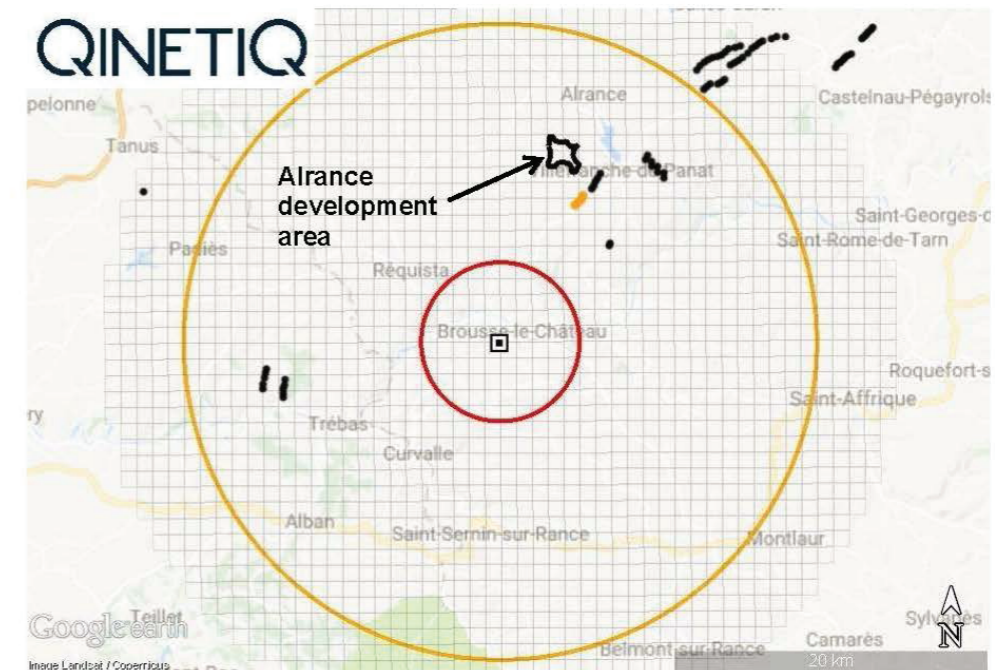 QINETIQ
pelonne
Alrance
Castelnau-Pégayrols
Tanus
Alrance
development
area
Villefranche-de-Panat
Saint-Georges-d
Saint-Rome-de-Tarn
Padiès
Réquista
Brousse-le-Château
Roquefort-s
Saint-Affrique
ry
Trébas
Curvalle
Alban
Saint-Sernin-sur-Rance
Montlaur
Teillet
Google earth
Sylvanès
N
Camarès
Belmont-sur-Rance
20 km
Image Landsat / Copernicus